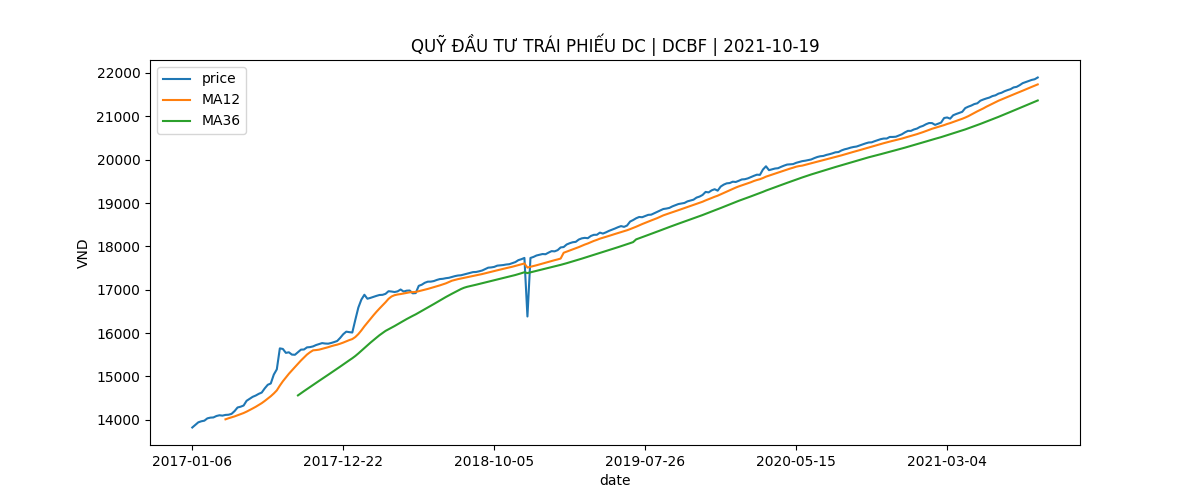 QUỸ ĐẦU TƯ TRÁI PHIẾU DC | DCBF | 2021-10-19
price
MA12
MA36
VND
22000
21000
20000
19000
18000
17000
16000
15000
14000
2017-01-06 2017-12-22 2018-10-05 2019-07-26 2020-05-15 2021-03-04
date